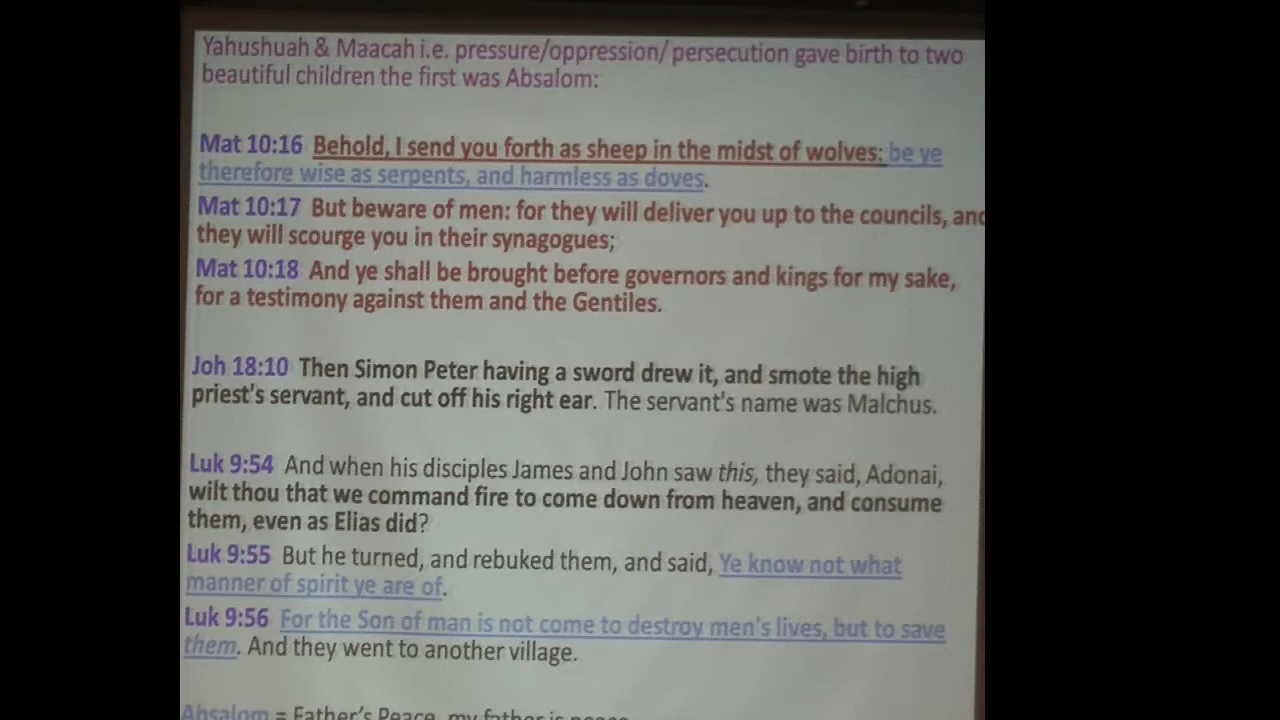 Yahushuah & Maacah i.e. pressure/oppression/ persecution gave birth to two
beautiful children the first was Absalom:
Mat 10:16 Behold, I send you forth as sheep in the midst of wolves: be ye
therefore wise as serpents, and harmless as doves.
Mat 10:17 But beware of men: for they will deliver you up to the councils, and
they will scourge you in their synagogues;
Mat 10:18 And ye shall be brought before governors and kings for my sake,
for a testimony against them and the Gentiles.
Joh 18:10 Then Simon Peter having a sword drew it, and smote the high
priest's servant, and cut off his right ear. The servant's name was Malchus.
Luk 9:54 And when his disciples James and John saw this, they said, Adonai,
wilt thou that we command fire to come down from heaven, and consume
them, even as Elias did?
Luk 9:55 But he turned, and rebuked them, and said, Ye know not what
manner of spirit ye are of.
Luk 9:56 For the Son of man is not come to destroy men's lives, but to save
them. And they went to another village.
Absalom = Father's Peace, my father is peace